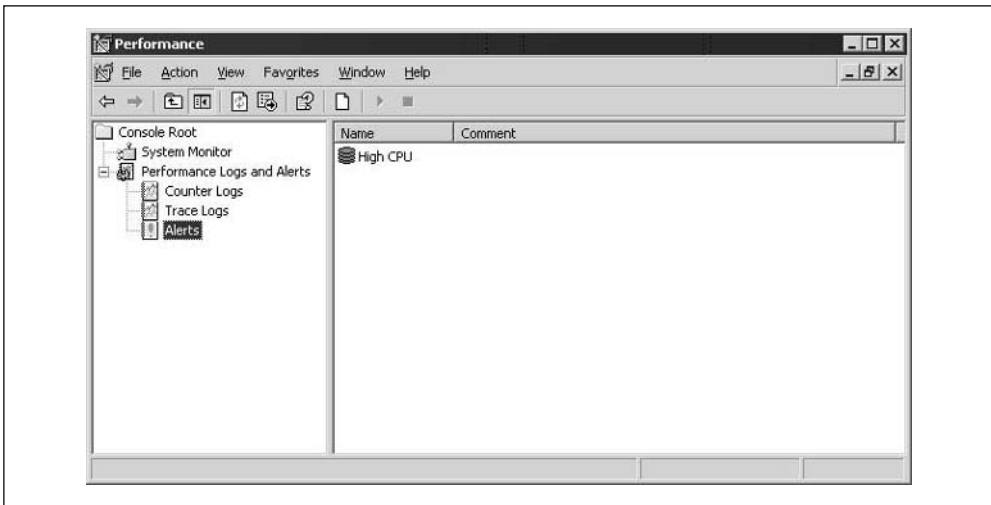 Performance
File Action View Favorites Window Help
Console Root
System Monitor
Performance Logs and Alerts
Counter Logs
Trace Logs
Alerts
Name Comment
High CPU